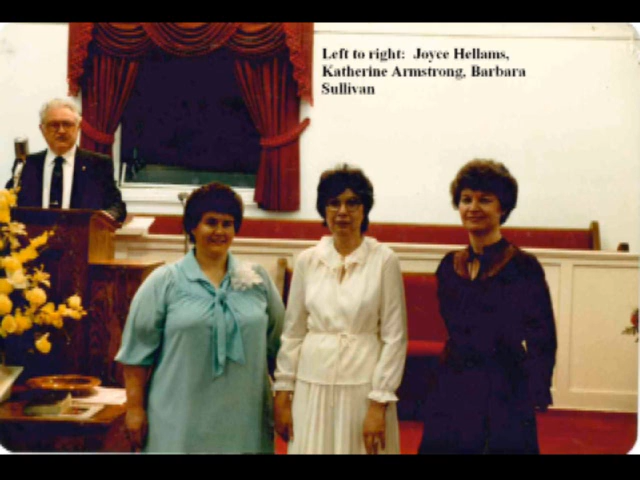 Left to right:  Joyce Hellams,
Katherine Armstrong, Barbara
Sullivan